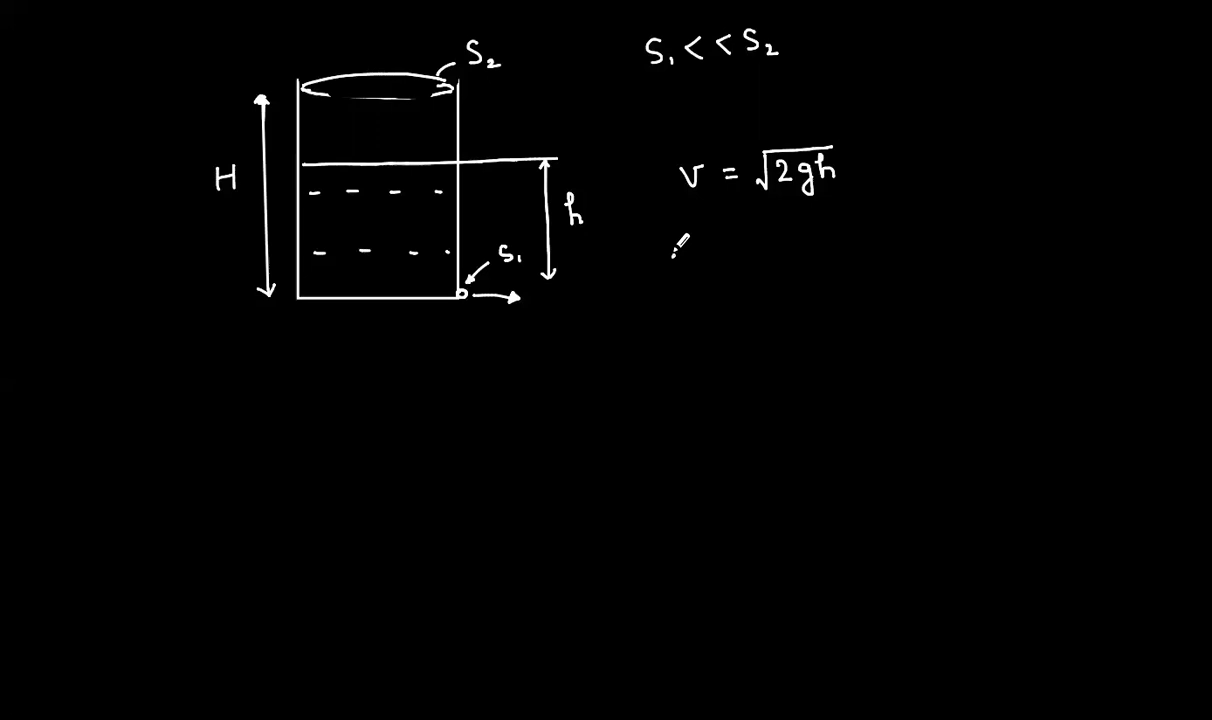 S₂
S₁ < < S₂
H
v = √2gh
h
S₁